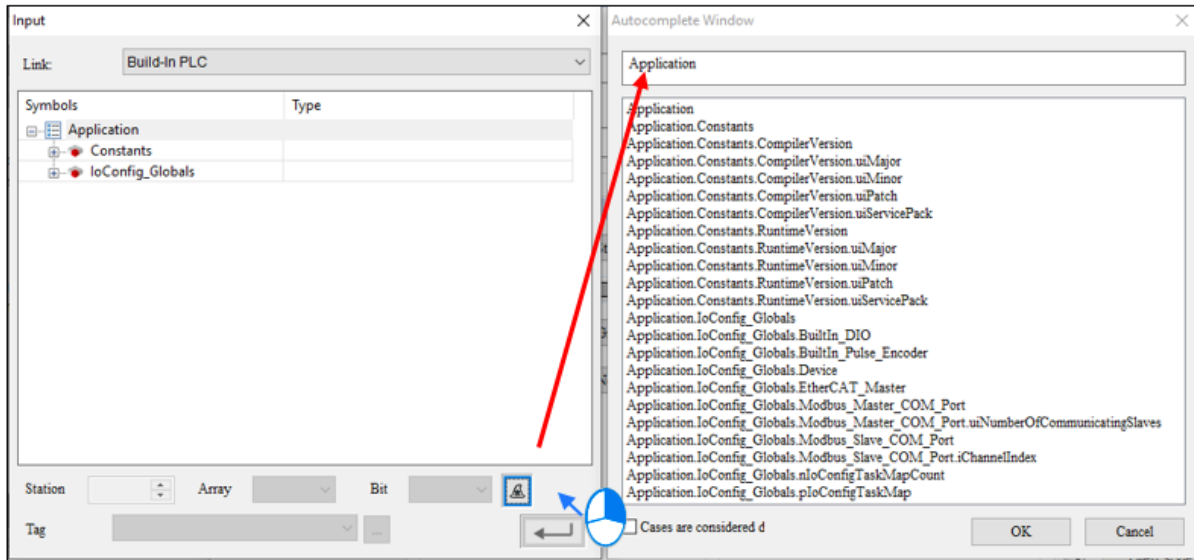 Input
Link:
Build-In PLC
Symbols Type
Application
Constants
IoConfig_Globals
Station Array Bit
Tag
...
Autocomplete Window
Application
Application
Application.Constants
Application.Constants.CompilerVersion
Application.Constants.CompilerVersion.uiMajor
Application.Constants.CompilerVersion.uiMinor
Application.Constants.CompilerVersion.uiPatch
Application.Constants.CompilerVersion.uiServicePack
Application.Constants.RuntimeVersion
Application.Constants.RuntimeVersion.uiMajor
Application.Constants.RuntimeVersion.uiMinor
Application.Constants.RuntimeVersion.uiPatch
Application.Constants.RuntimeVersion.uiServicePack
Application.IoConfig_Globals
Application.IoConfig_Globals.BuiltIn_DIO
Application.IoConfig_Globals.BuiltIn_Pulse_Encoder
Application.IoConfig_Globals.Device
Application.IoConfig_Globals.EtherCAT_Master
Application.IoConfig_Globals.Modbus_Master_COM_Port
Application.IoConfig_Globals.Modbus_Master_COM_Port.uiNumberOfCommunicatingSlaves
Application.IoConfig_Globals.Modbus_Slave_COM_Port
Application.IoConfig_Globals.Modbus_Slave_COM_Port.iChannelIndex
Application.IoConfig_Globals.nIoConfigTaskMapCount
Application.IoConfig_Globals.pIoConfigTaskMap
Cases are considered d
OK Cancel